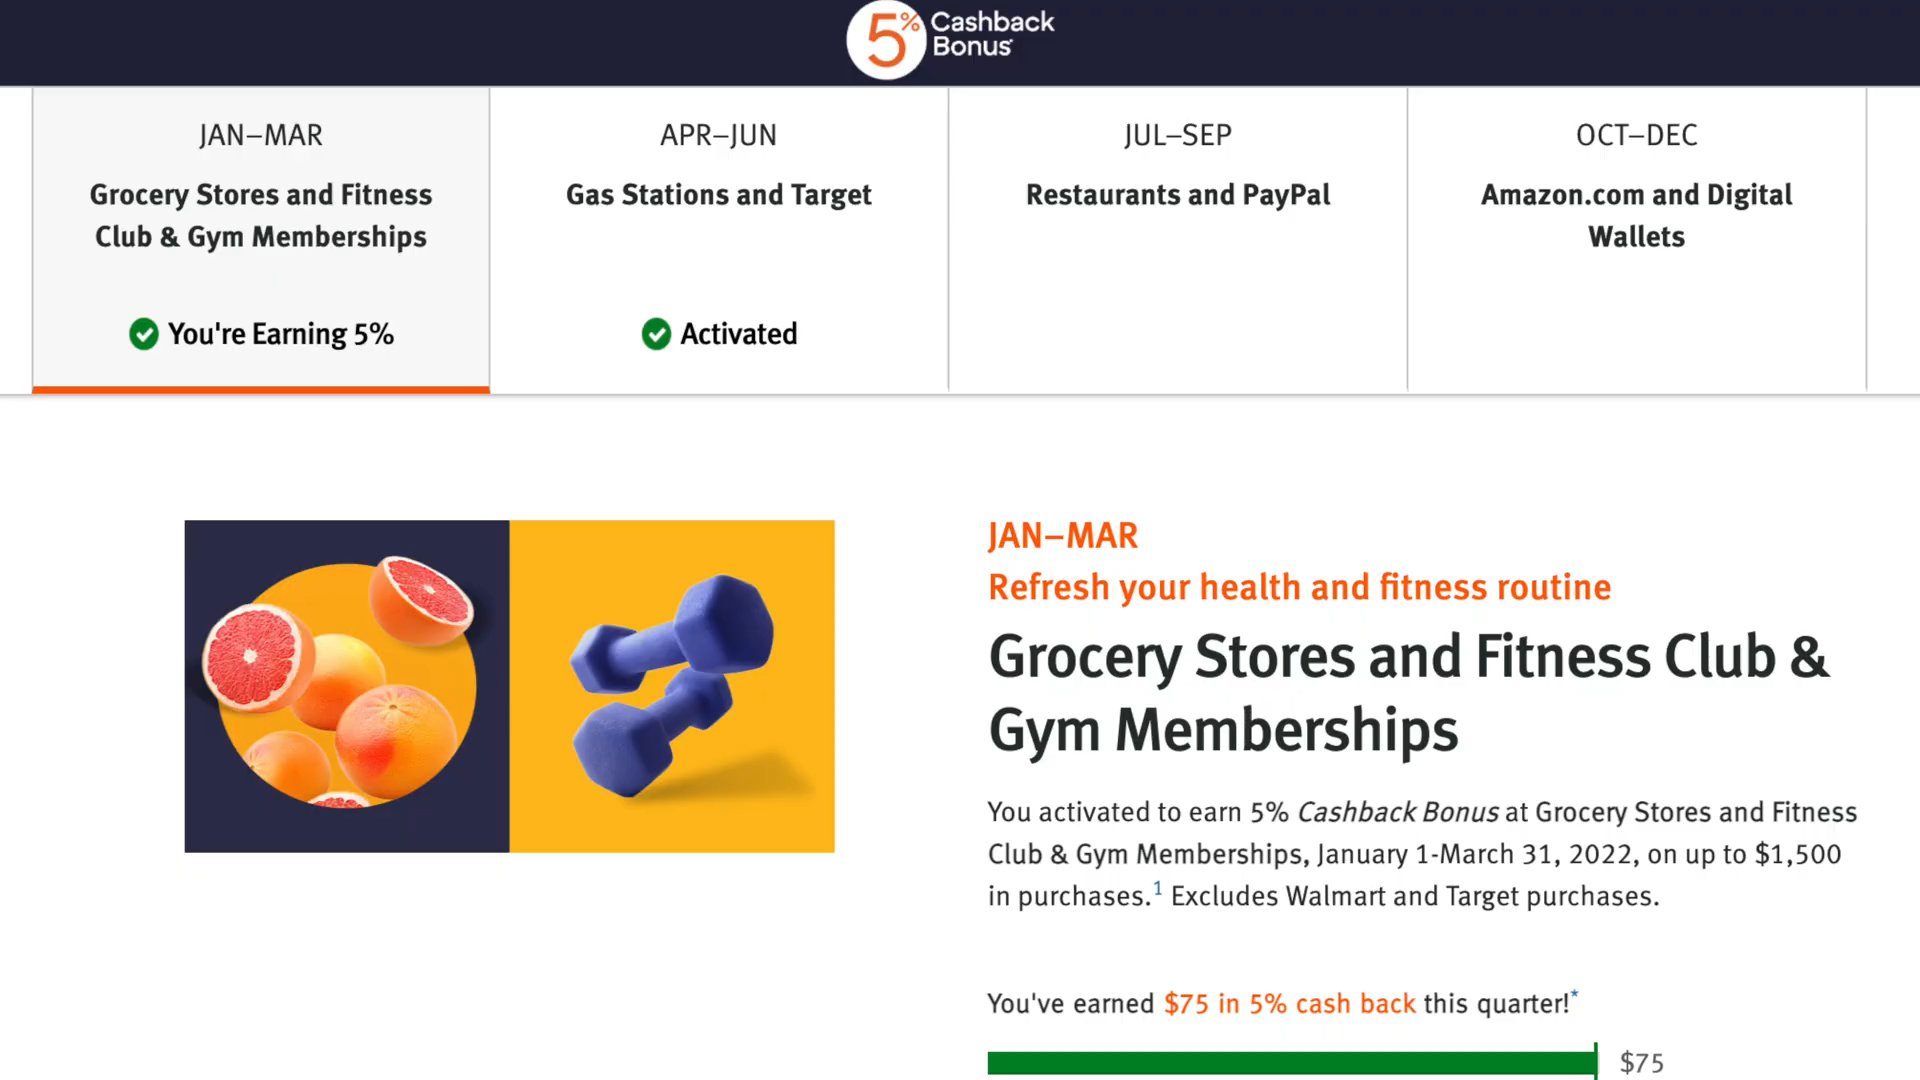 5% Cashback
Bonus
JAN–MAR
Grocery Stores and Fitness
Club & Gym Memberships
You're Earning 5%
APR–JUN
Gas Stations and Target
Activated
JUL–SEP
Restaurants and PayPal
OCT–DEC
Amazon.com and Digital
Wallets
JAN–MAR
Refresh your health and fitness routine
Grocery Stores and Fitness Club &
Gym Memberships
You activated to earn 5% Cashback Bonus at Grocery Stores and Fitness
Club & Gym Memberships, January 1-March 31, 2022, on up to $1,500
in purchases.1 Excludes Walmart and Target purchases.
You've earned $75 in 5% cash back this quarter!*
$75